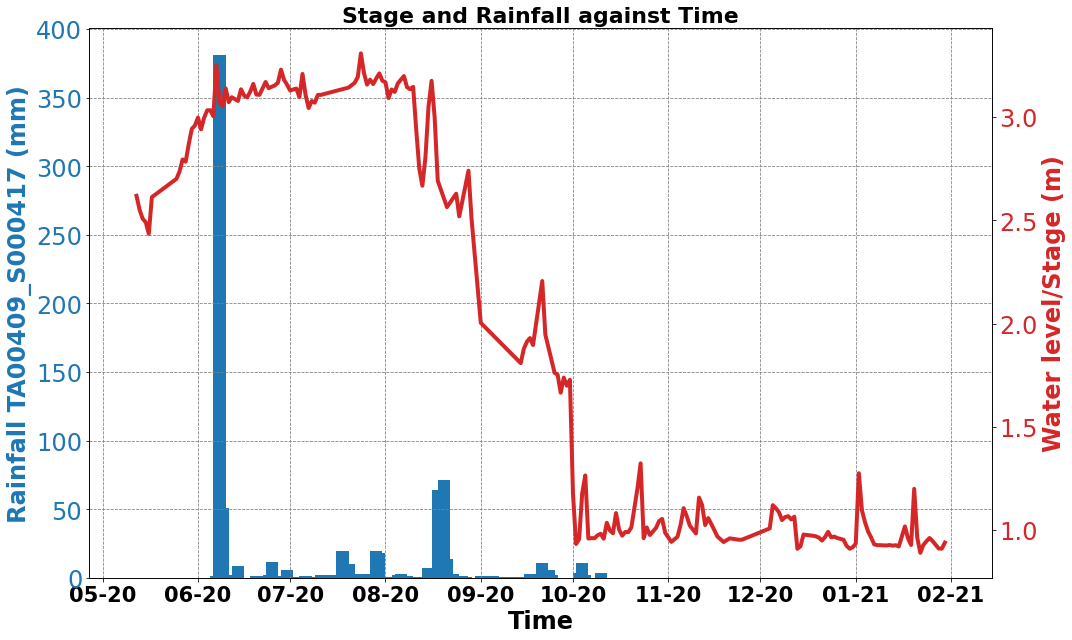 Stage and Rainfall against Time
Rainfall TA00409_S000417 (mm)
400
350
300
250
200
150
100
50
0
3.0
2.5
2.0
1.5
1.0
Water level/Stage (m)
05-20 06-20 07-20 08-20 09-20 10-20 11-20 12-20 01-21 02-21
Time